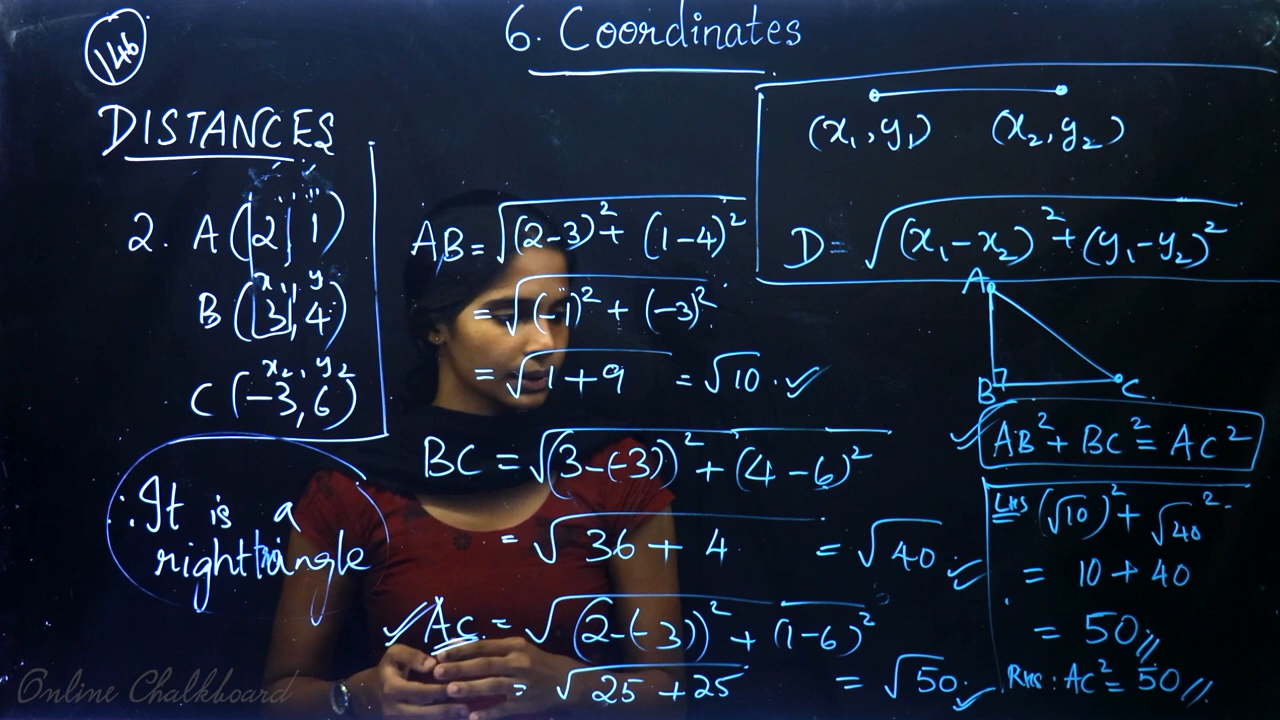 146
6. Coordinates
DISTANCES
2. A (2, 1)
x₁, y₁
B (3, 4)
x₂, y₂
C (-3, 6)
∴ It is a
right triangle
AB = √(2-3)² + (1-4)²
= √(-1)² + (-3)²
= √1+9 = √10. ✓
BC = √(3-(-3))² + (4-6)²
= √36 + 4 = √40 ✓
✓ AC = √(2-(-3))² + (1-6)²
= √25 + 25 = √50. ✓
(x₁, y₁) (x₂, y₂)
D = √(x₁-x₂)² + (y₁-y₂)²
A
B C
✓ AB² + BC² = AC²
LHS (√10)² + √40²
= 10 + 40
= 50//
RHS : AC² = 50//
Online Chalkboard